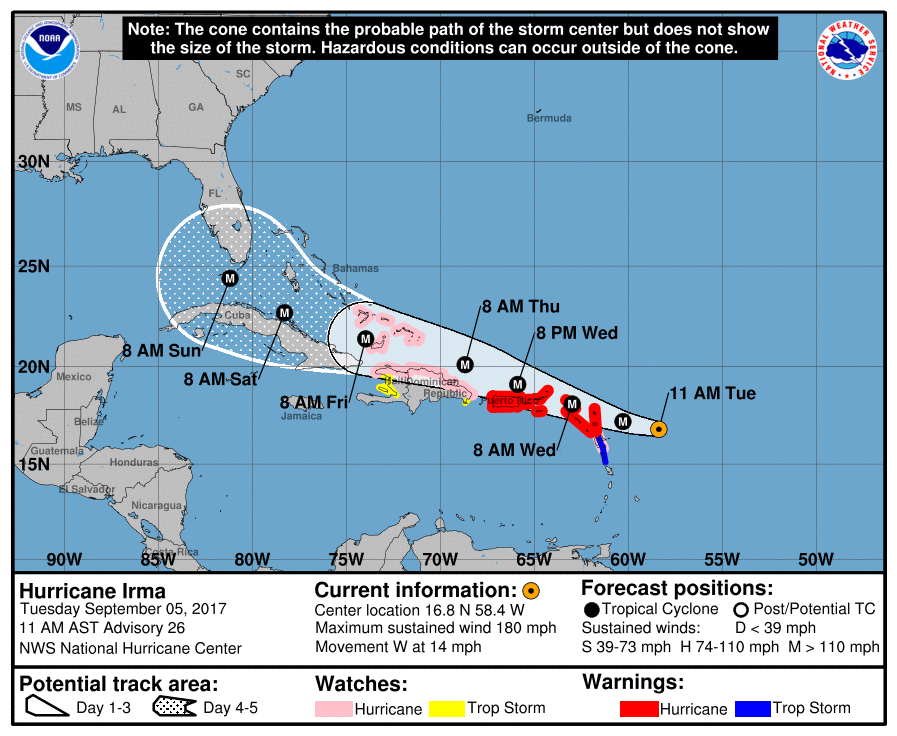 Note: The cone contains the probable path of the storm center but does not show
the size of the storm. Hazardous conditions can occur outside of the cone.
NOAA
NATIONAL WEATHER SERVICE
SC
MS
AL
GA
Bermuda
30N
FL
25N
Bahamas
8 AM Thu
Cuba
8 PM Wed
8 AM Sun
20N
8 AM Sat
Mexico
Haiti
Dominican
Republic
11 AM Tue
8 AM Fri
Puerto Rico
Jamaica
Belize
8 AM Wed
Guatemala
15N
Honduras
El Salvador
Nicaragua
Costa Rica
90W 85W 80W 75W 70W 65W 60W 55W 50W
Hurricane Irma
Tuesday September 05, 2017
11 AM AST Advisory 26
NWS National Hurricane Center
Current information:
Center location 16.8 N 58.4 W
Maximum sustained wind 180 mph
Movement W at 14 mph
Forecast positions:
Tropical Cyclone Post/Potential TC
Sustained winds: D < 39 mph
S 39-73 mph H 74-110 mph M > 110 mph
Potential track area:
Day 1-3 Day 4-5
Watches:
Hurricane Trop Storm
Warnings:
Hurricane Trop Storm